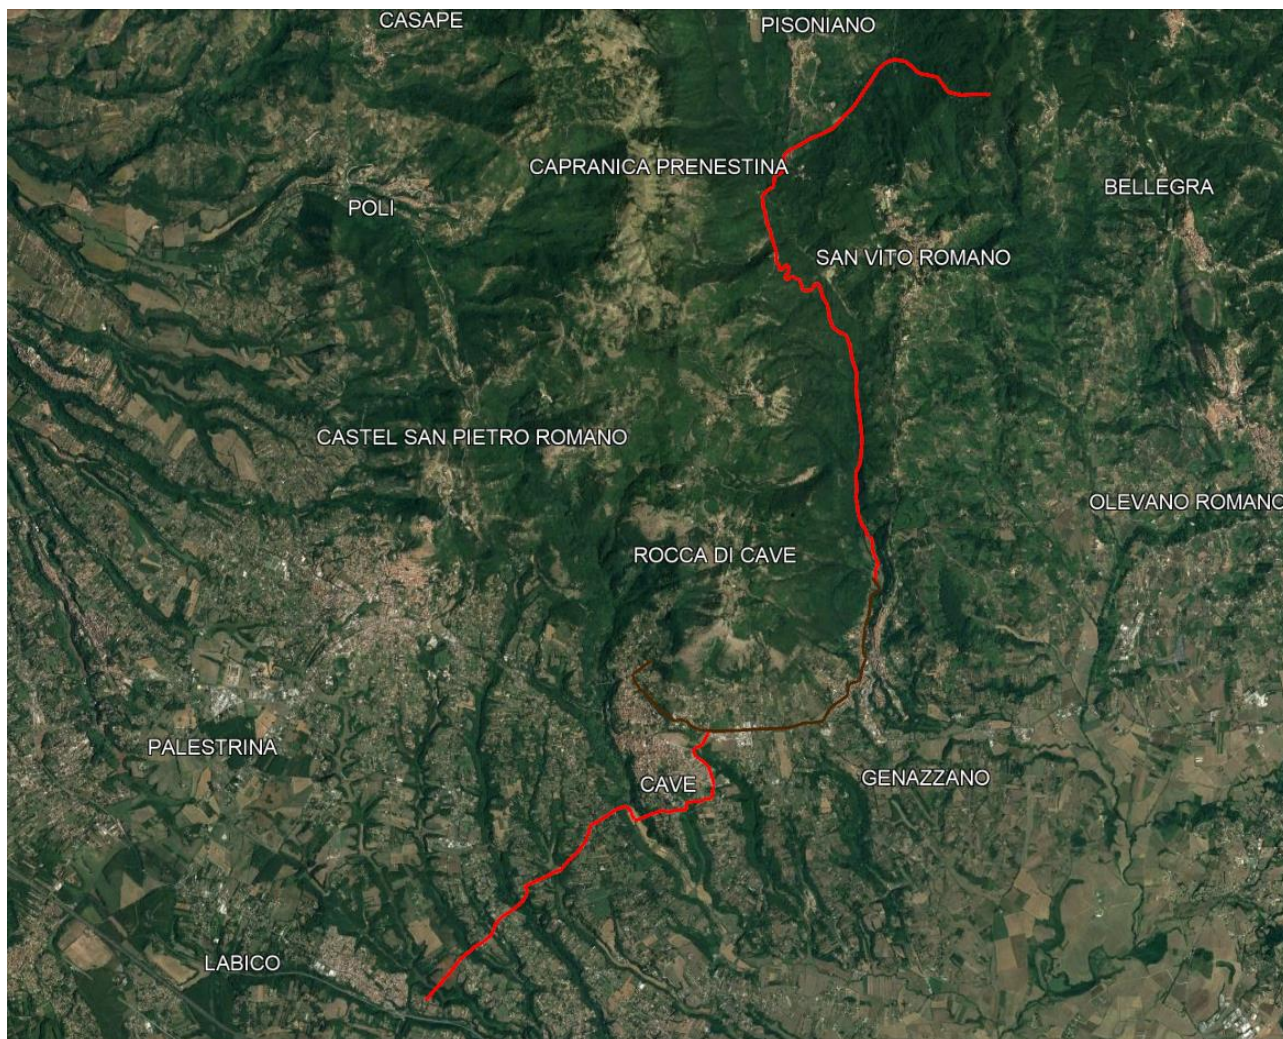 CASAPE
PISONIANO
CAPRANICA PRENESTINA
BELLEGRA
POLI
SAN VITO ROMANO
CASTEL SAN PIETRO ROMANO
OLEVANO ROMANO
ROCCA DI CAVE
PALESTRINA
CAVE
GENAZZANO
LABICO